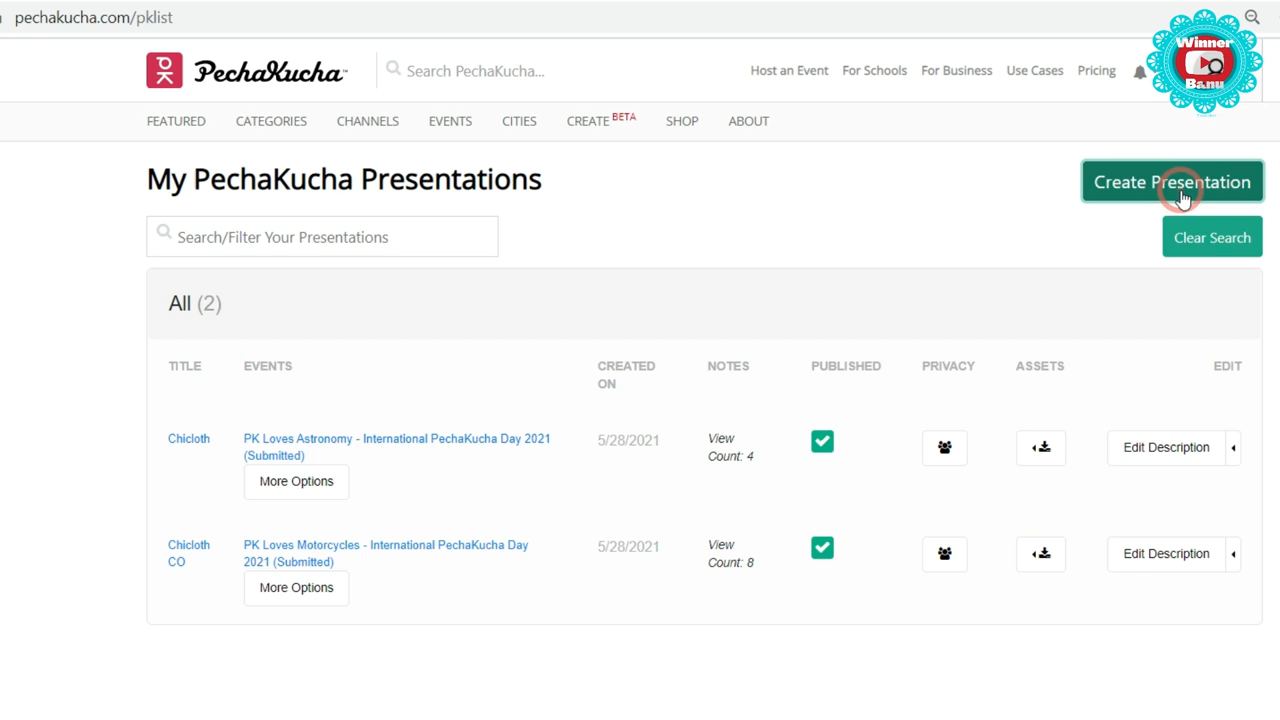 pechakucha.com/pklist
PK PechaKucha™
Search PechaKucha...
Host an Event For Schools For Business Use Cases Pricing
Winner
Banu
FEATURED CATEGORIES CHANNELS EVENTS CITIES CREATE BETA SHOP ABOUT
My PechaKucha Presentations
Create Presentation
Search/Filter Your Presentations
Clear Search
All (2)
TITLE EVENTS CREATED ON NOTES PUBLISHED PRIVACY ASSETS EDIT
Chicloth
PK Loves Astronomy - International PechaKucha Day 2021
(Submitted)
More Options
5/28/2021
View
Count: 4
Edit Description
Chicloth
CO
PK Loves Motorcycles - International PechaKucha Day
2021 (Submitted)
More Options
5/28/2021
View
Count: 8
Edit Description